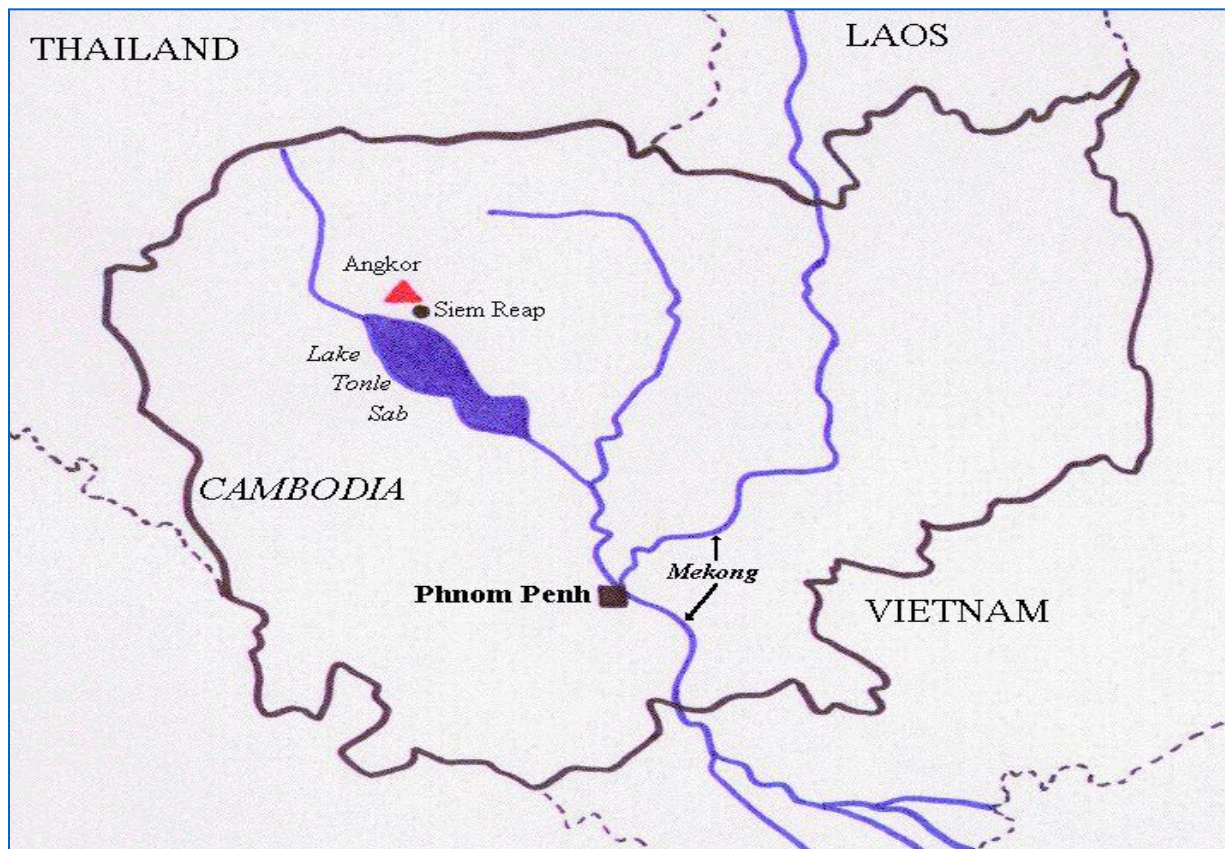 THAILAND
LAOS
Angkor
Siem Reap
Lake
Tonle
Sab
CAMBODIA
Mekong
Phnom Penh
VIETNAM